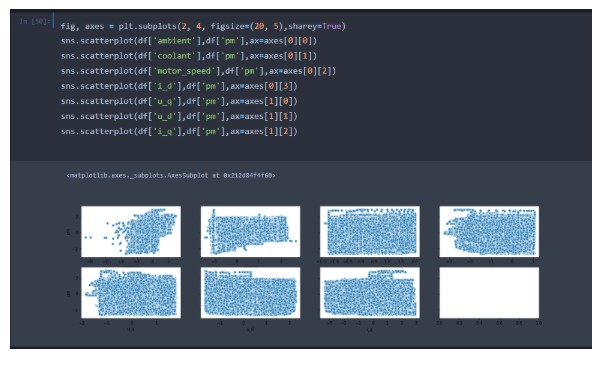 In [50]:
fig, axes = plt.subplots(2, 4, figsize=(20, 5),sharey=True)
sns.scatterplot(df['ambient'],df['pm'],ax=axes[0][0])
sns.scatterplot(df['coolant'],df['pm'],ax=axes[0][1])
sns.scatterplot(df['motor_speed'],df['pm'],ax=axes[0][2])
sns.scatterplot(df['i_d'],df['pm'],ax=axes[0][3])
sns.scatterplot(df['u_q'],df['pm'],ax=axes[1][0])
sns.scatterplot(df['u_d'],df['pm'],ax=axes[1][1])
sns.scatterplot(df['i_q'],df['pm'],ax=axes[1][2])
<matplotlib.axes._subplots.AxesSubplot at 0x212d84f4f60>